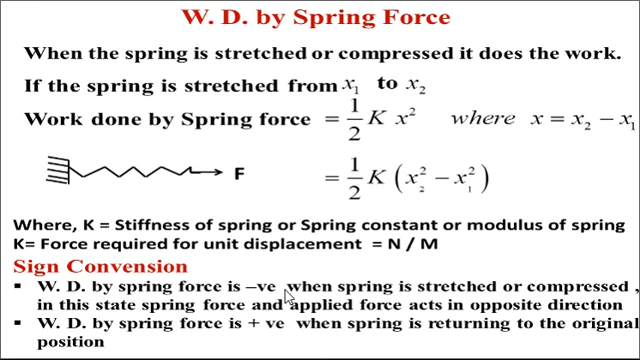 W. D. by Spring Force
When the spring is stretched or compressed it does the work.
If the spring is stretched from x₁ to x₂
Work done by Spring force = 1/2 K x² where x = x₂ − x₁
F = 1/2 K (x₂² − x₁²)
Where, K = Stiffness of spring or Spring constant or modulus of spring
K= Force required for unit displacement = N / M
Sign Convension
▪ W. D. by spring force is –ve when spring is stretched or compressed ,
in this state spring force and applied force acts in opposite direction
▪ W. D. by spring force is + ve when spring is returning to the original
position